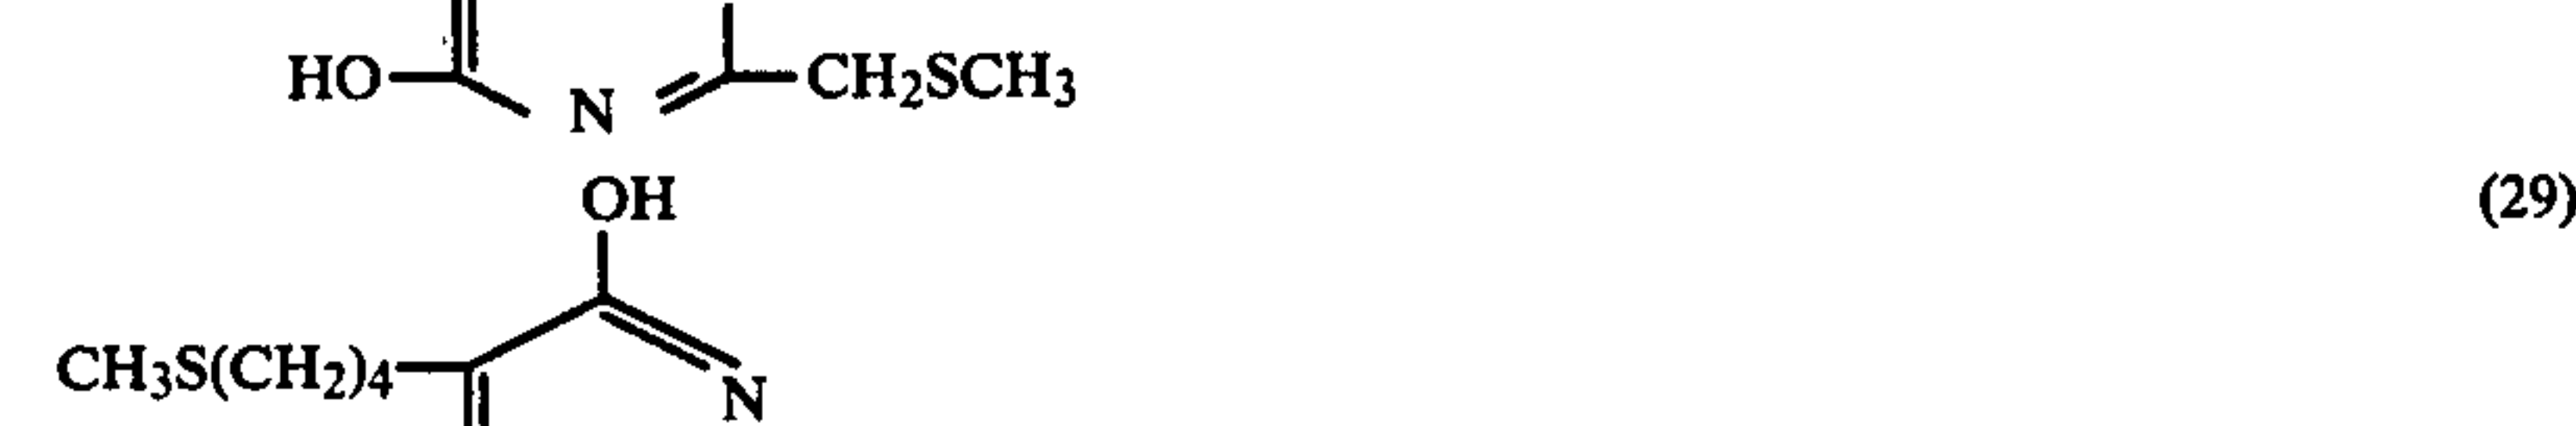 HO
N
CH₂SCH₃
OH
(29)
CH₃S(CH₂)₄
N